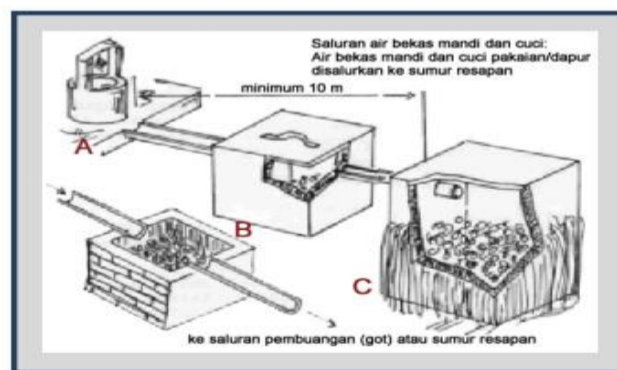 Saluran air bekas mandi dan cuci:
Air bekas mandi dan cuci pakaian/dapur
disalurkan ke sumur resapan
minimum 10 m
A
B
C
ke saluran pembuangan (got) atau sumur resapan